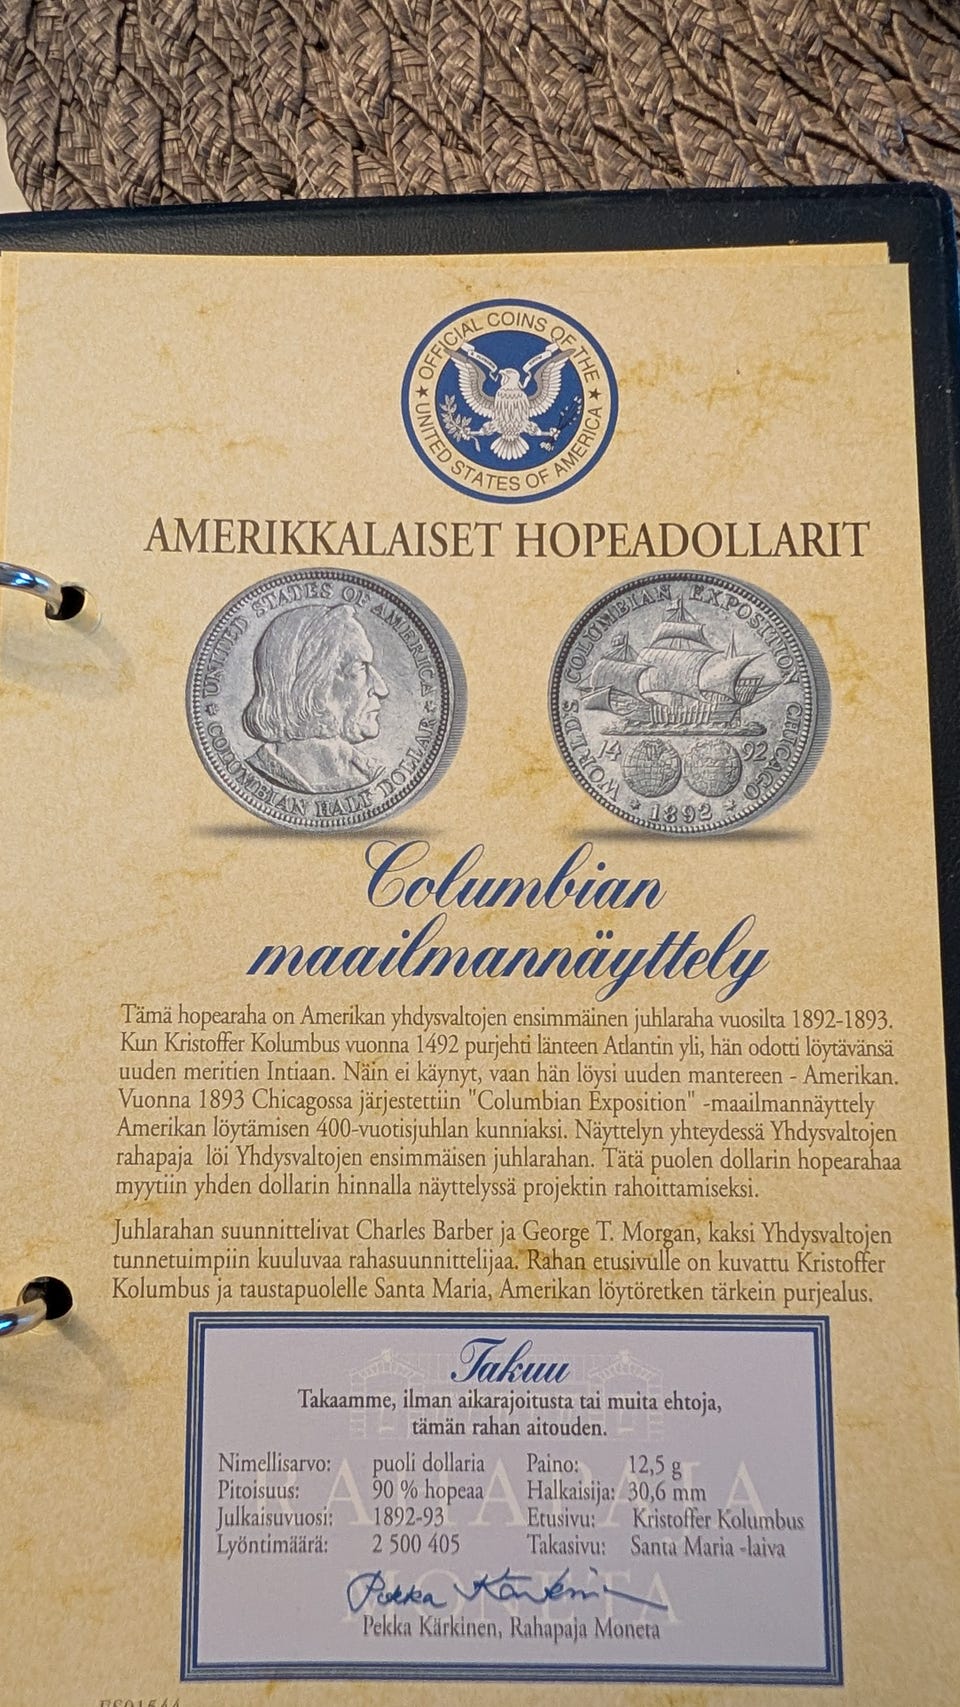 OFFICIAL COINS OF THE
★ UNITED STATES OF AMERICA ★
AMERIKKALAISET HOPEADOLLARIT
UNITED STATES OF AMERICA
COLUMBIAN HALF DOLLAR
WORLD'S COLUMBIAN EXPOSITION CHICAGO
14 92
1892
Columbian
maailmannäyttely
Tämä hopearaha on Amerikan yhdysvaltojen ensimmäinen juhlaraha vuosilta 1892-1893.
Kun Kristoffer Kolumbus vuonna 1492 purjehti länteen Atlantin yli, hän odotti löytävänsä
uuden meritien Intiaan. Näin ei käynyt, vaan hän löysi uuden mantereen - Amerikan.
Vuonna 1893 Chicagossa järjestettiin "Columbian Exposition" -maailmannäyttely
Amerikan löytämisen 400-vuotisjuhlan kunniaksi. Näyttelyn yhteydessä Yhdysvaltojen
rahapaja löi Yhdysvaltojen ensimmäisen juhlarahan. Tätä puolen dollarin hopearahaa
myytiin yhden dollarin hinnalla näyttelyssä projektin rahoittamiseksi.
Juhlarahan suunnittelivat Charles Barber ja George T. Morgan, kaksi Yhdysvaltojen
tunnetuimpiin kuuluvaa rahasuunnittelijaa. Rahan etusivulle on kuvattu Kristoffer
Kolumbus ja taustapuolelle Santa Maria, Amerikan löytöretken tärkein purjealus.
Takuu
Takaamme, ilman aikarajoitusta tai muita ehtoja,
tämän rahan aitouden.
Nimellisarvo: puoli dollaria Paino: 12,5 g
Pitoisuus: 90 % hopeaa Halkaisija: 30,6 mm
Julkaisuvuosi: 1892-93 Etusivu: Kristoffer Kolumbus
Lyöntimäärä: 2 500 405 Takasivu: Santa Maria -laiva
RAHAPAJA
MONETA
Pekka Kärkinen
Pekka Kärkinen, Rahapaja Moneta